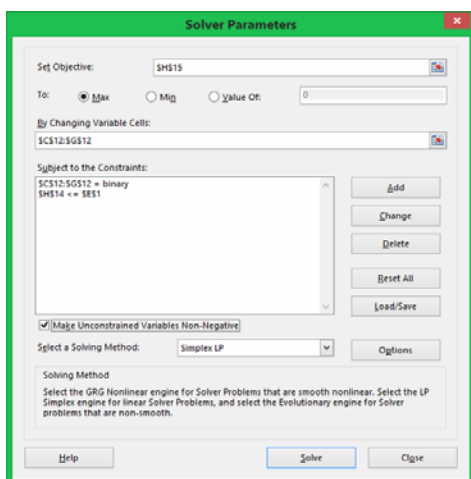 Solver Parameters
Set Objective:
$H$15
To:
Max
Min
Value Of:
0
By Changing Variable Cells:
$C$12:$G$12
Subject to the Constraints:
$C$12:$G$12 = binary
$H$14 <= $E$1
Add
Change
Delete
Reset All
Load/Save
Make Unconstrained Variables Non-Negative
Select a Solving Method:
Simplex LP
Options
Solving Method
Select the GRG Nonlinear engine for Solver Problems that are smooth nonlinear. Select the LP
Simplex engine for linear Solver Problems, and select the Evolutionary engine for Solver
problems that are non-smooth.
Help
Solve
Close